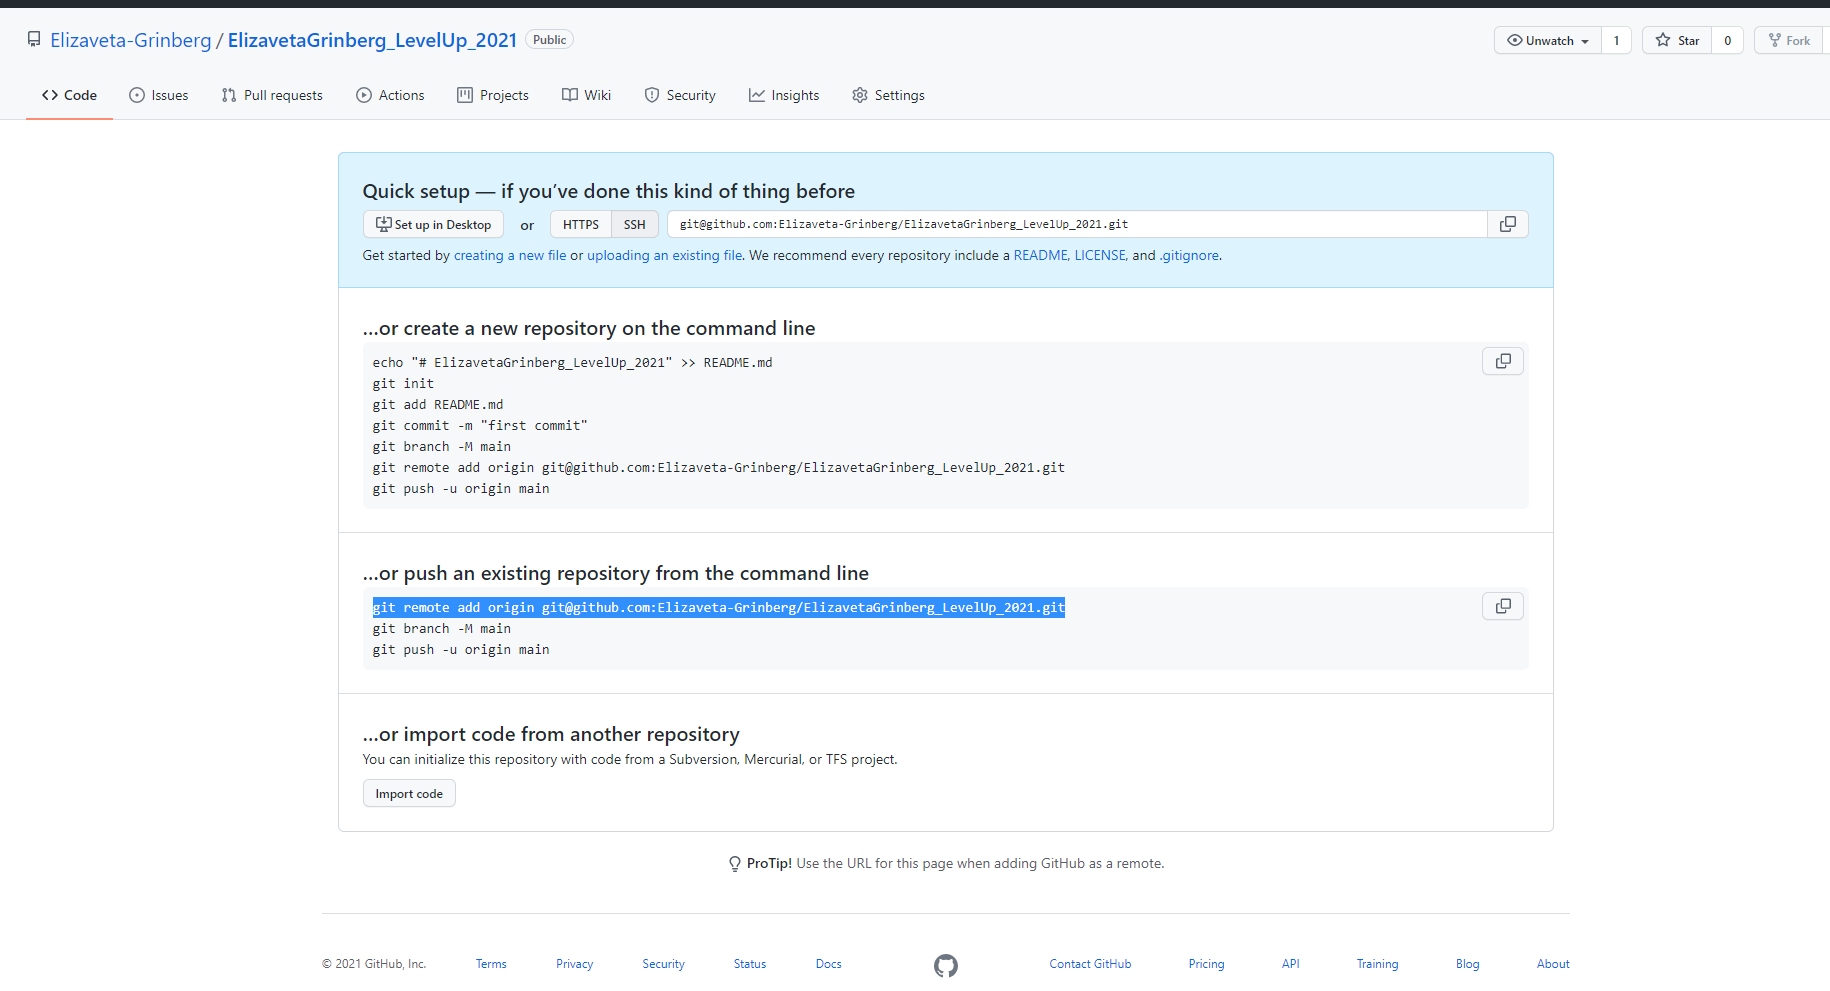 Elizaveta-Grinberg / ElizavetaGrinberg_LevelUp_2021 Public
Unwatch 1 Star 0 Fork
Code Issues Pull requests Actions Projects Wiki Security Insights Settings
Quick setup — if you’ve done this kind of thing before
Set up in Desktop or HTTPS SSH git@github.com:Elizaveta-Grinberg/ElizavetaGrinberg_LevelUp_2021.git
Get started by creating a new file or uploading an existing file. We recommend every repository include a README, LICENSE, and .gitignore.
…or create a new repository on the command line
echo "# ElizavetaGrinberg_LevelUp_2021" >> README.md
git init
git add README.md
git commit -m "first commit"
git branch -M main
git remote add origin git@github.com:Elizaveta-Grinberg/ElizavetaGrinberg_LevelUp_2021.git
git push -u origin main
…or push an existing repository from the command line
git remote add origin git@github.com:Elizaveta-Grinberg/ElizavetaGrinberg_LevelUp_2021.git
git branch -M main
git push -u origin main
…or import code from another repository
You can initialize this repository with code from a Subversion, Mercurial, or TFS project.
Import code
ProTip! Use the URL for this page when adding GitHub as a remote.
© 2021 GitHub, Inc. Terms Privacy Security Status Docs Contact GitHub Pricing API Training Blog About